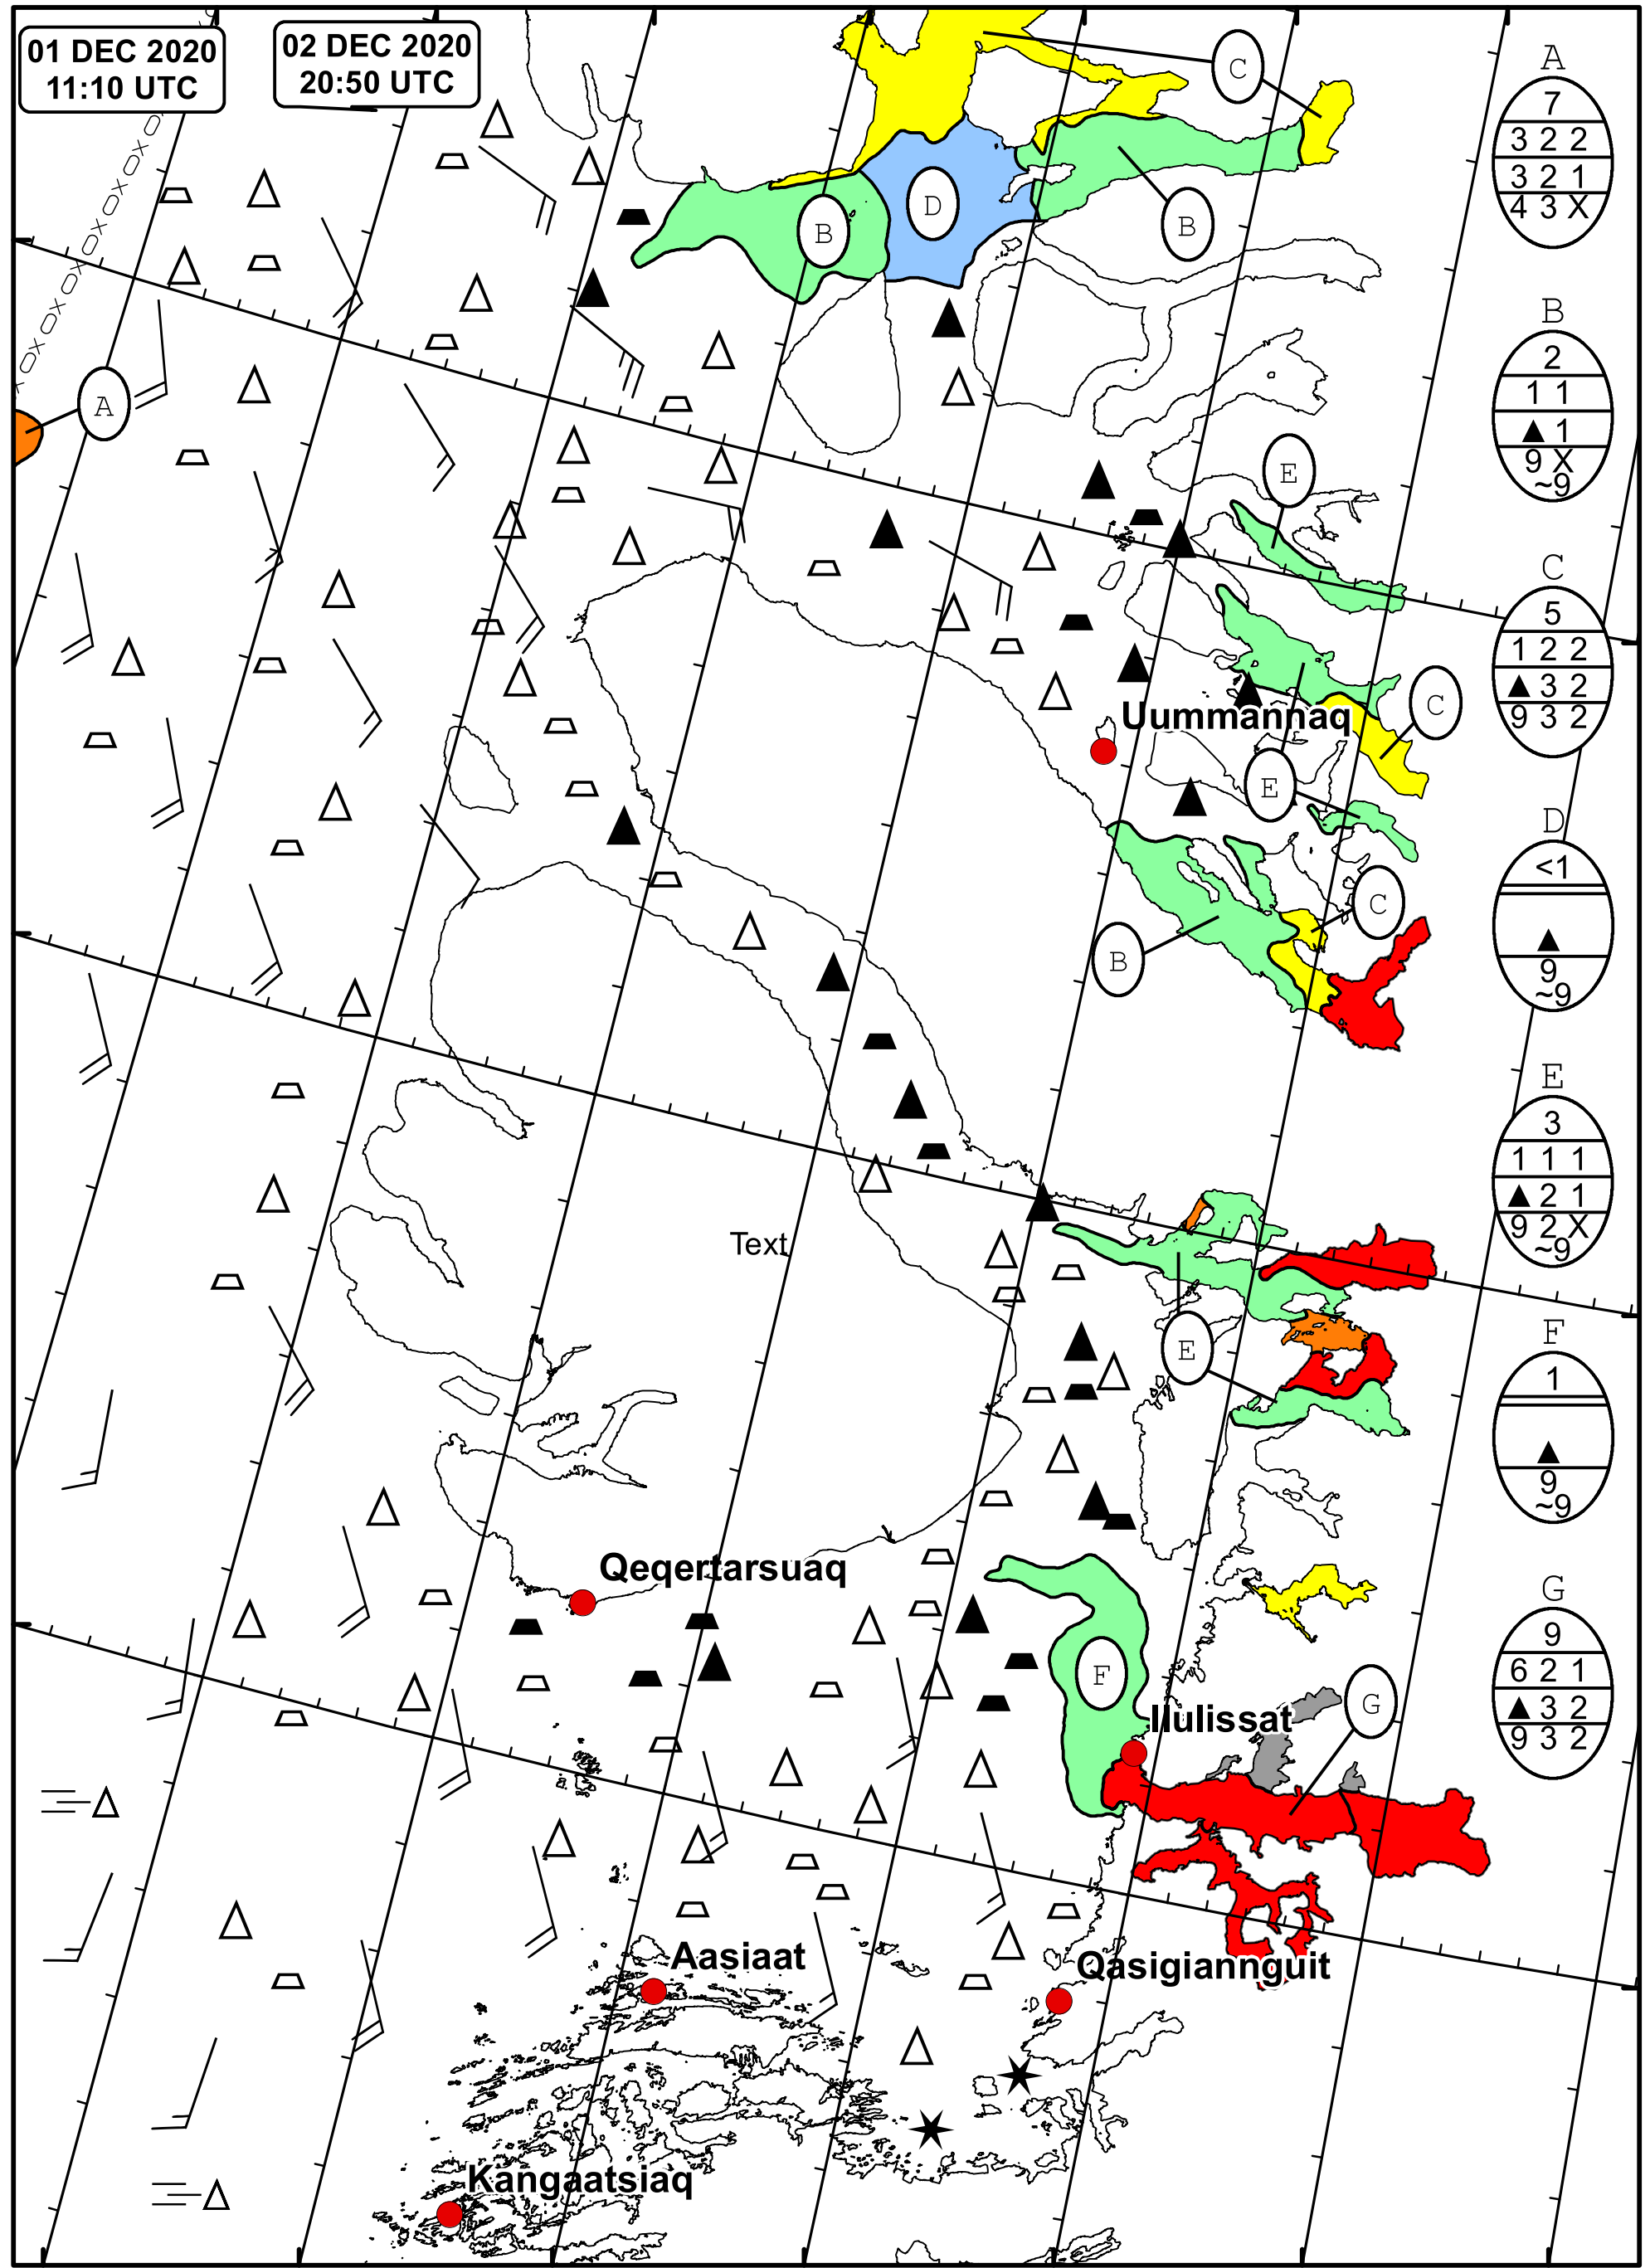 01 DEC 2020
11:10 UTC
02 DEC 2020
20:50 UTC
C
B
D
B
A
E
C
Uummannaq
E
C
B
Text
E
Qeqertarsuaq
F
Ilulissat
G
Aasiaat
Qasigiannguit
Kangaatsiaq
A
7
3 2 2
3 2 1
4 3 X
B
2
1 1
▲ 1
9 X
~9
C
5
1 2 2
▲ 3 2
9 3 2
D
<1
▲
9
~9
E
3
1 1 1
▲ 2 1
9 2 X
~9
F
1
▲
9
~9
G
9
6 2 1
▲ 3 2
9 3 2